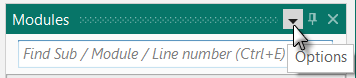 Modules
Find Sub / Module / Line number (Ctrl+E)
Options